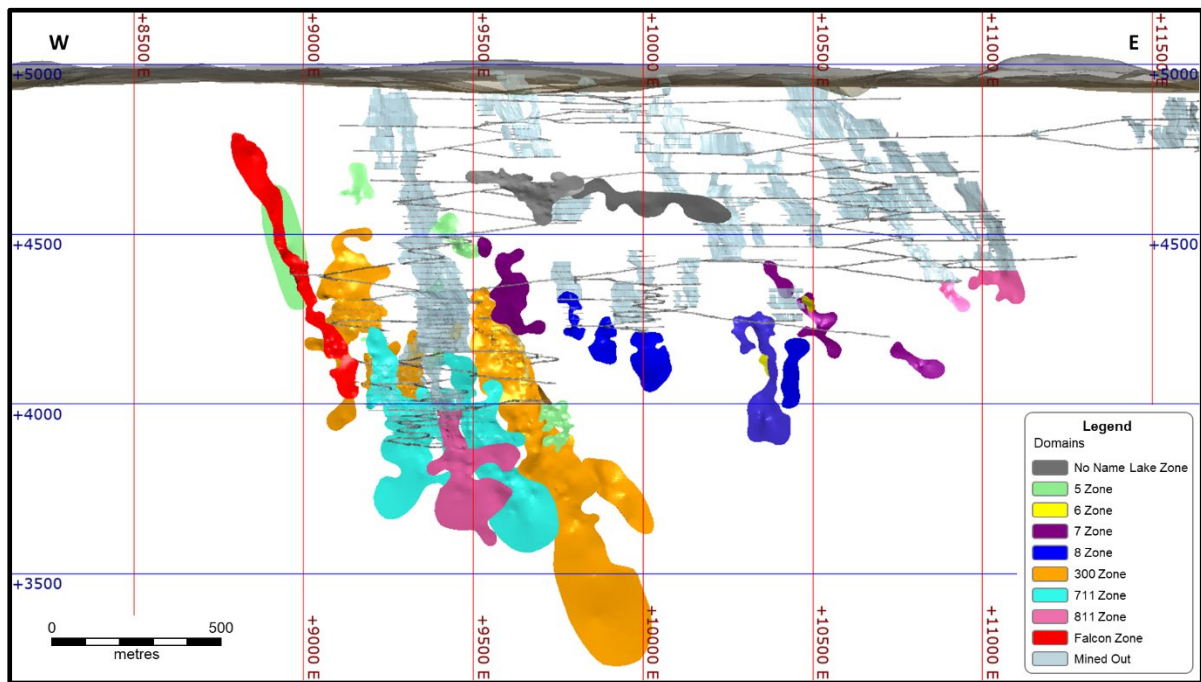 W
E
+8500 E
+9000 E
+9500 E
+10000 E
+10500 E
+11000 E
+11500 E
+5000
+5000
+4500
+4500
+4000
+3500
+9000 E
+9500 E
+10000 E
+10500 E
+11000 E
0 500
metres
Legend
Domains
No Name Lake Zone
5 Zone
6 Zone
7 Zone
8 Zone
300 Zone
711 Zone
811 Zone
Falcon Zone
Mined Out